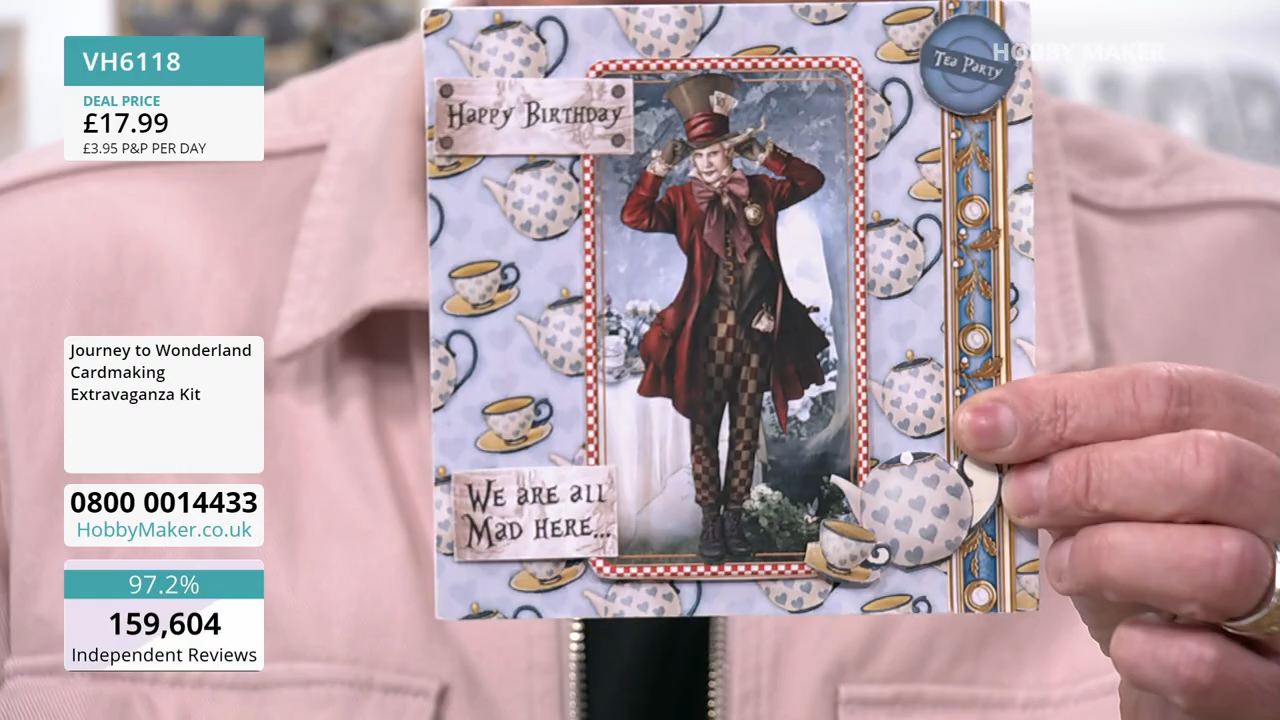 VH6118
DEAL PRICE
£17.99
£3.95 P&P PER DAY
Journey to Wonderland
Cardmaking
Extravaganza Kit
0800 0014433
HobbyMaker.co.uk
97.2%
159,604
Independent Reviews
HOBBY MAKER
Tea Party
Happy Birthday
We are all
Mad here...